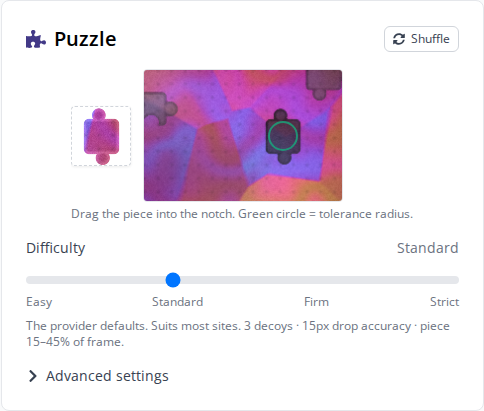 Puzzle
Shuffle
Drag the piece into the notch. Green circle = tolerance radius.
Difficulty
Standard
Easy
Standard
Firm
Strict
The provider defaults. Suits most sites. 3 decoys · 15px drop accuracy · piece
15–45% of frame.
Advanced settings